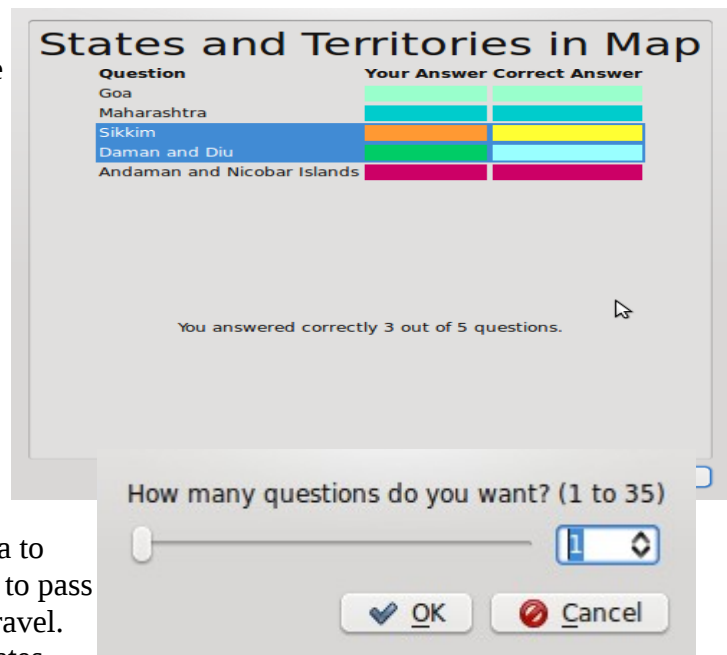 States and Territories in Map
Question Your Answer Correct Answer
Goa
Maharashtra
Sikkim
Daman and Diu
Andaman and Nicobar Islands
You answered correctly 3 out of 5 questions.
How many questions do you want? (1 to 35)
1
OK Cancel
a to
to pass